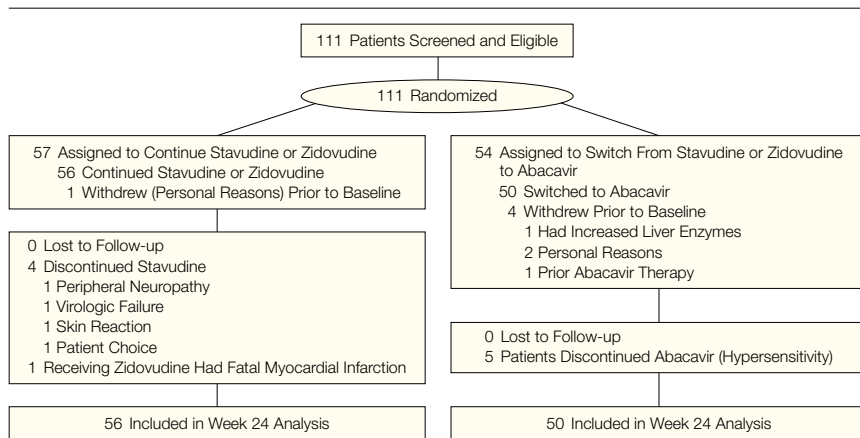 111 Patients Screened and Eligible
111 Randomized
57 Assigned to Continue Stavudine or Zidovudine
56 Continued Stavudine or Zidovudine
1 Withdrew (Personal Reasons) Prior to Baseline
0 Lost to Follow-up
4 Discontinued Stavudine
1 Peripheral Neuropathy
1 Virologic Failure
1 Skin Reaction
1 Patient Choice
1 Receiving Zidovudine Had Fatal Myocardial Infarction
56 Included in Week 24 Analysis
54 Assigned to Switch From Stavudine or Zidovudine
to Abacavir
50 Switched to Abacavir
4 Withdrew Prior to Baseline
1 Had Increased Liver Enzymes
2 Personal Reasons
1 Prior Abacavir Therapy
0 Lost to Follow-up
5 Patients Discontinued Abacavir (Hypersensitivity)
50 Included in Week 24 Analysis